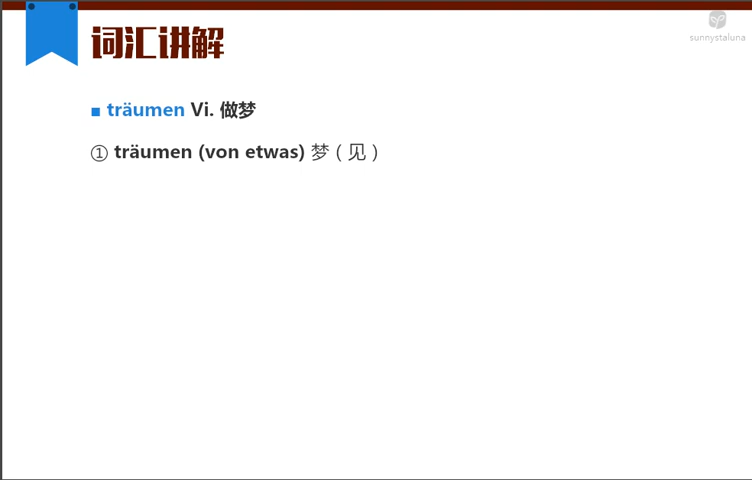 词汇讲解
sunnystaluna
■ träumen Vi. 做梦
① träumen (von etwas) 梦（见）